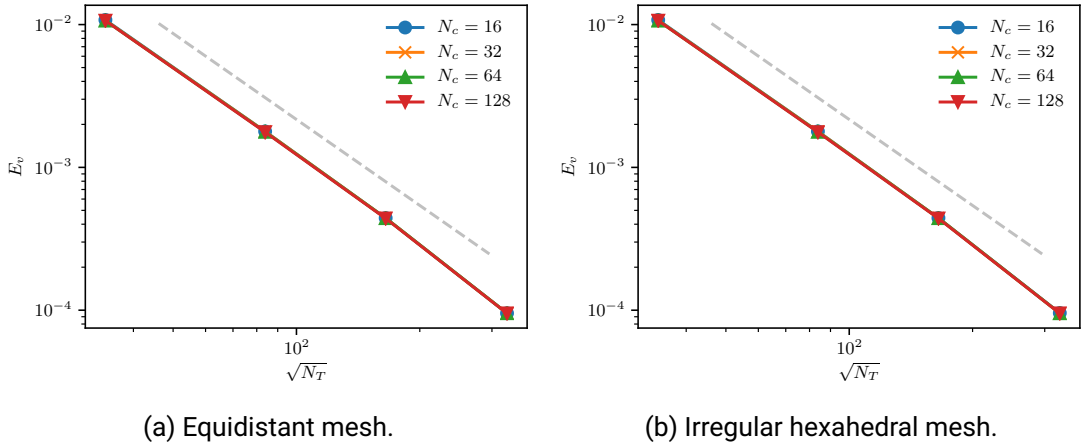 10^{-2}
10^{-3}
10^{-4}
E_v
N_c = 16
N_c = 32
N_c = 64
N_c = 128
10^2
\sqrt{N_T}
(a) Equidistant mesh.
10^{-2}
10^{-3}
10^{-4}
E_v
N_c = 16
N_c = 32
N_c = 64
N_c = 128
10^2
\sqrt{N_T}
(b) Irregular hexahedral mesh.